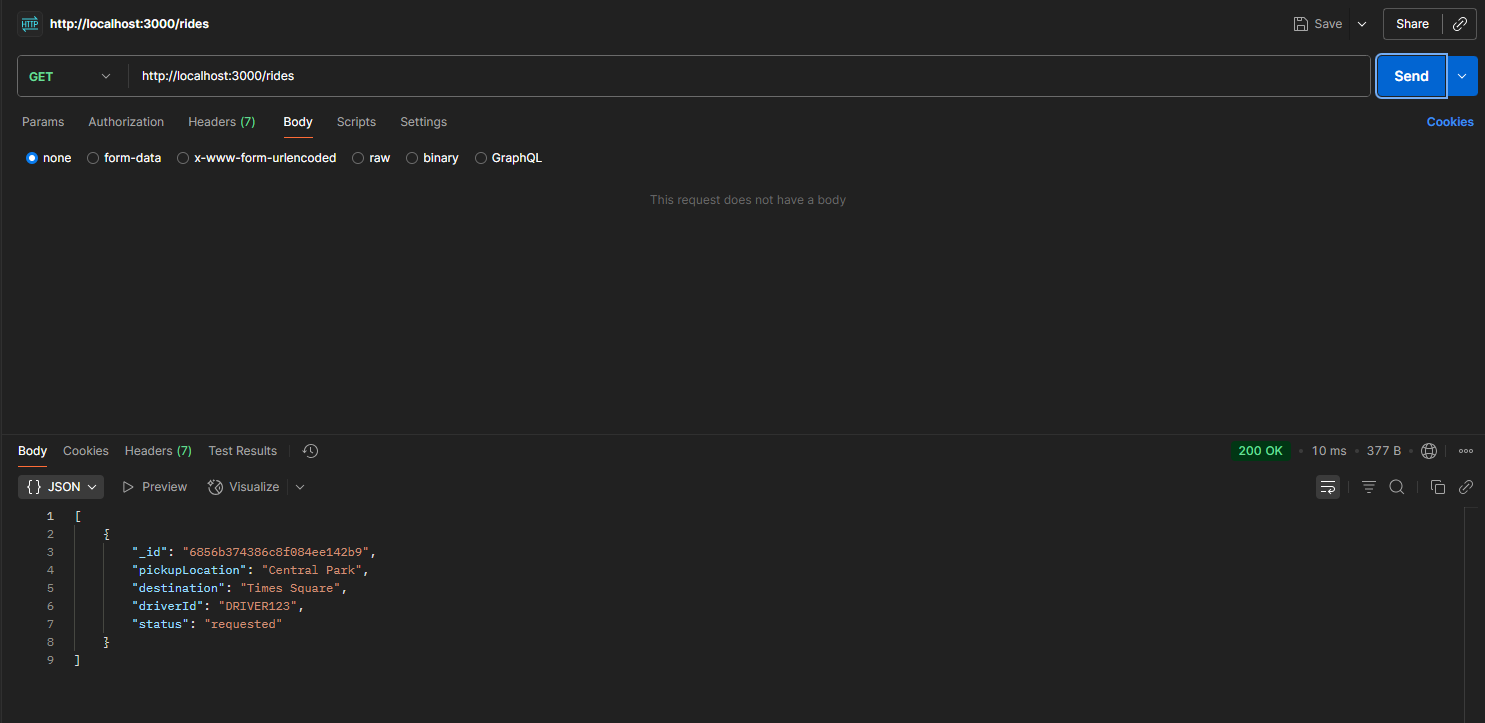 HTTP http://localhost:3000/rides Save Share
GET http://localhost:3000/rides Send
Params Authorization Headers (7) Body Scripts Settings Cookies
none form-data x-www-form-urlencoded raw binary GraphQL
This request does not have a body
Body Cookies Headers (7) Test Results 200 OK • 10 ms • 377 B •
{} JSON Preview Visualize
1 [
2 {
3 "_id": "6856b374386c8f084ee142b9",
4 "pickupLocation": "Central Park",
5 "destination": "Times Square",
6 "driverId": "DRIVER123",
7 "status": "requested"
8 }
9 ]